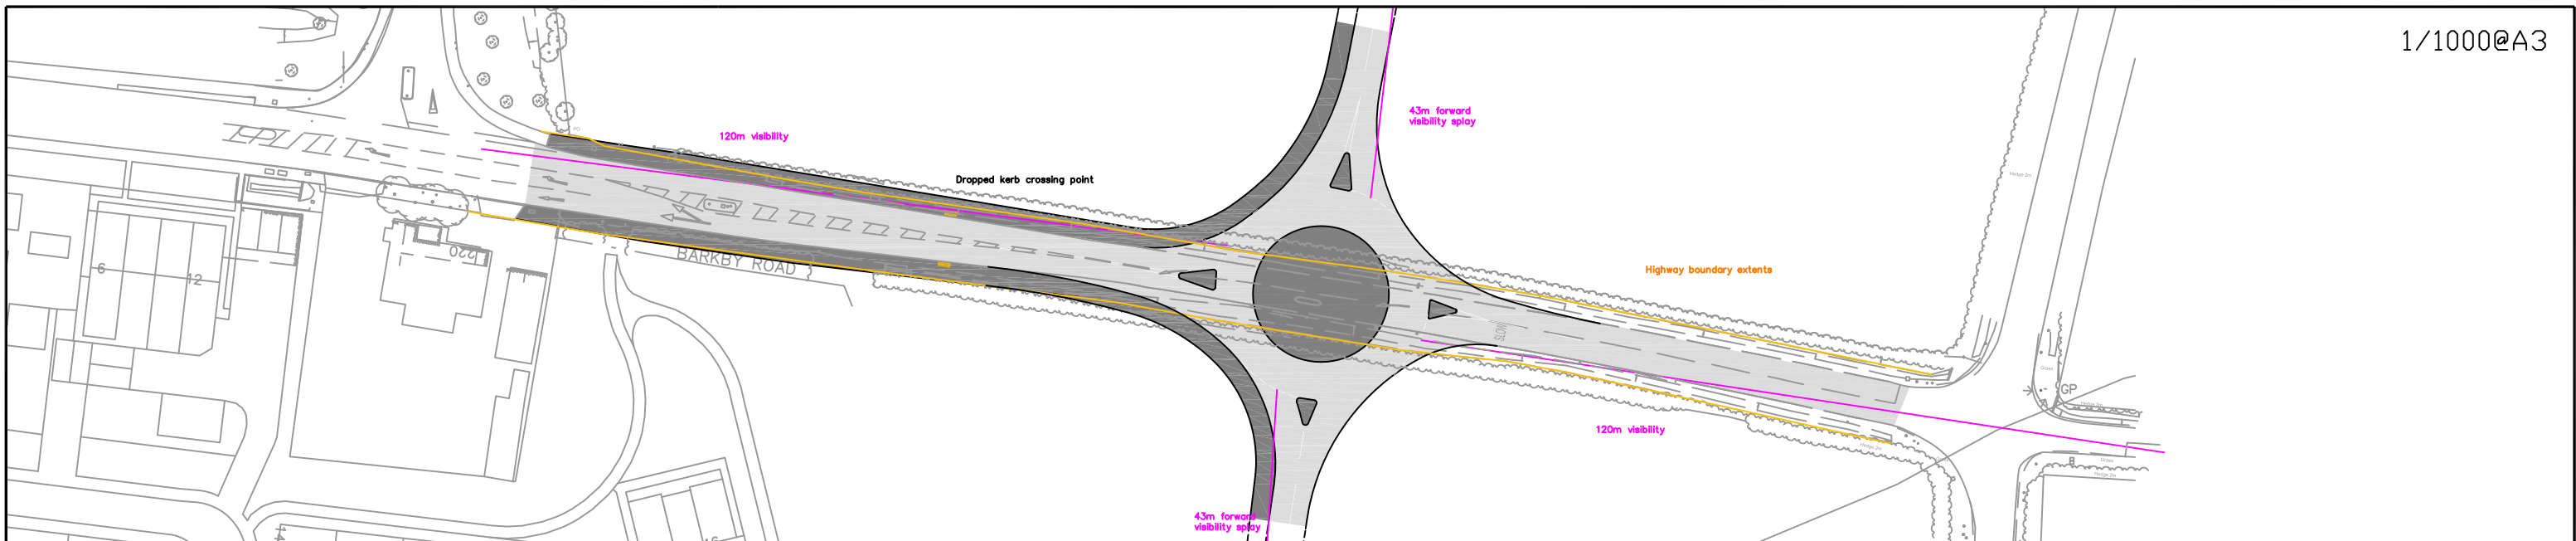 1/1000@A3
43m forward
visibility splay
120m visibility
Dropped kerb crossing point
220
BARKBY ROAD
6
12
Highway boundary extents
SLOW
GP
120m visibility
43m forward
visibility splay